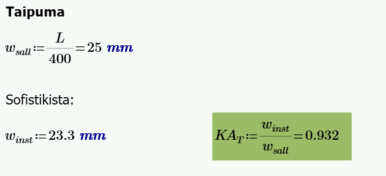 Taipuma
w_sall := L/400 = 25 mm
Sofistikista:
w_inst := 23.3 mm
KA_T := w_inst/w_sall = 0.932